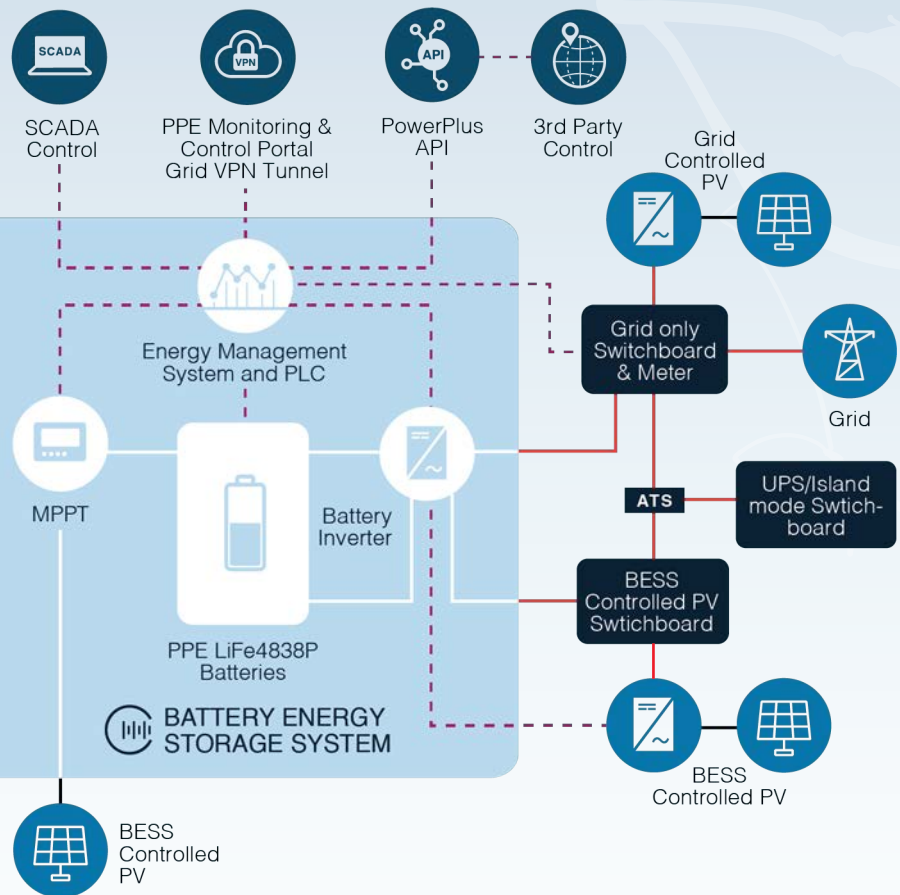 SCADA
VPN
API
SCADA
Control
PPE Monitoring &
Control Portal
Grid VPN Tunnel
PowerPlus
API
3rd Party
Control
Grid
Controlled
PV
Energy Management
System and PLC
Grid only
Switchboard
& Meter
Grid
MPPT
Battery
Inverter
ATS
UPS/Island
mode Swtich-
board
BESS
Controlled PV
Swtichboard
PPE LiFe4838P
Batteries
BATTERY ENERGY
STORAGE SYSTEM
BESS
Controlled PV
BESS
Controlled
PV